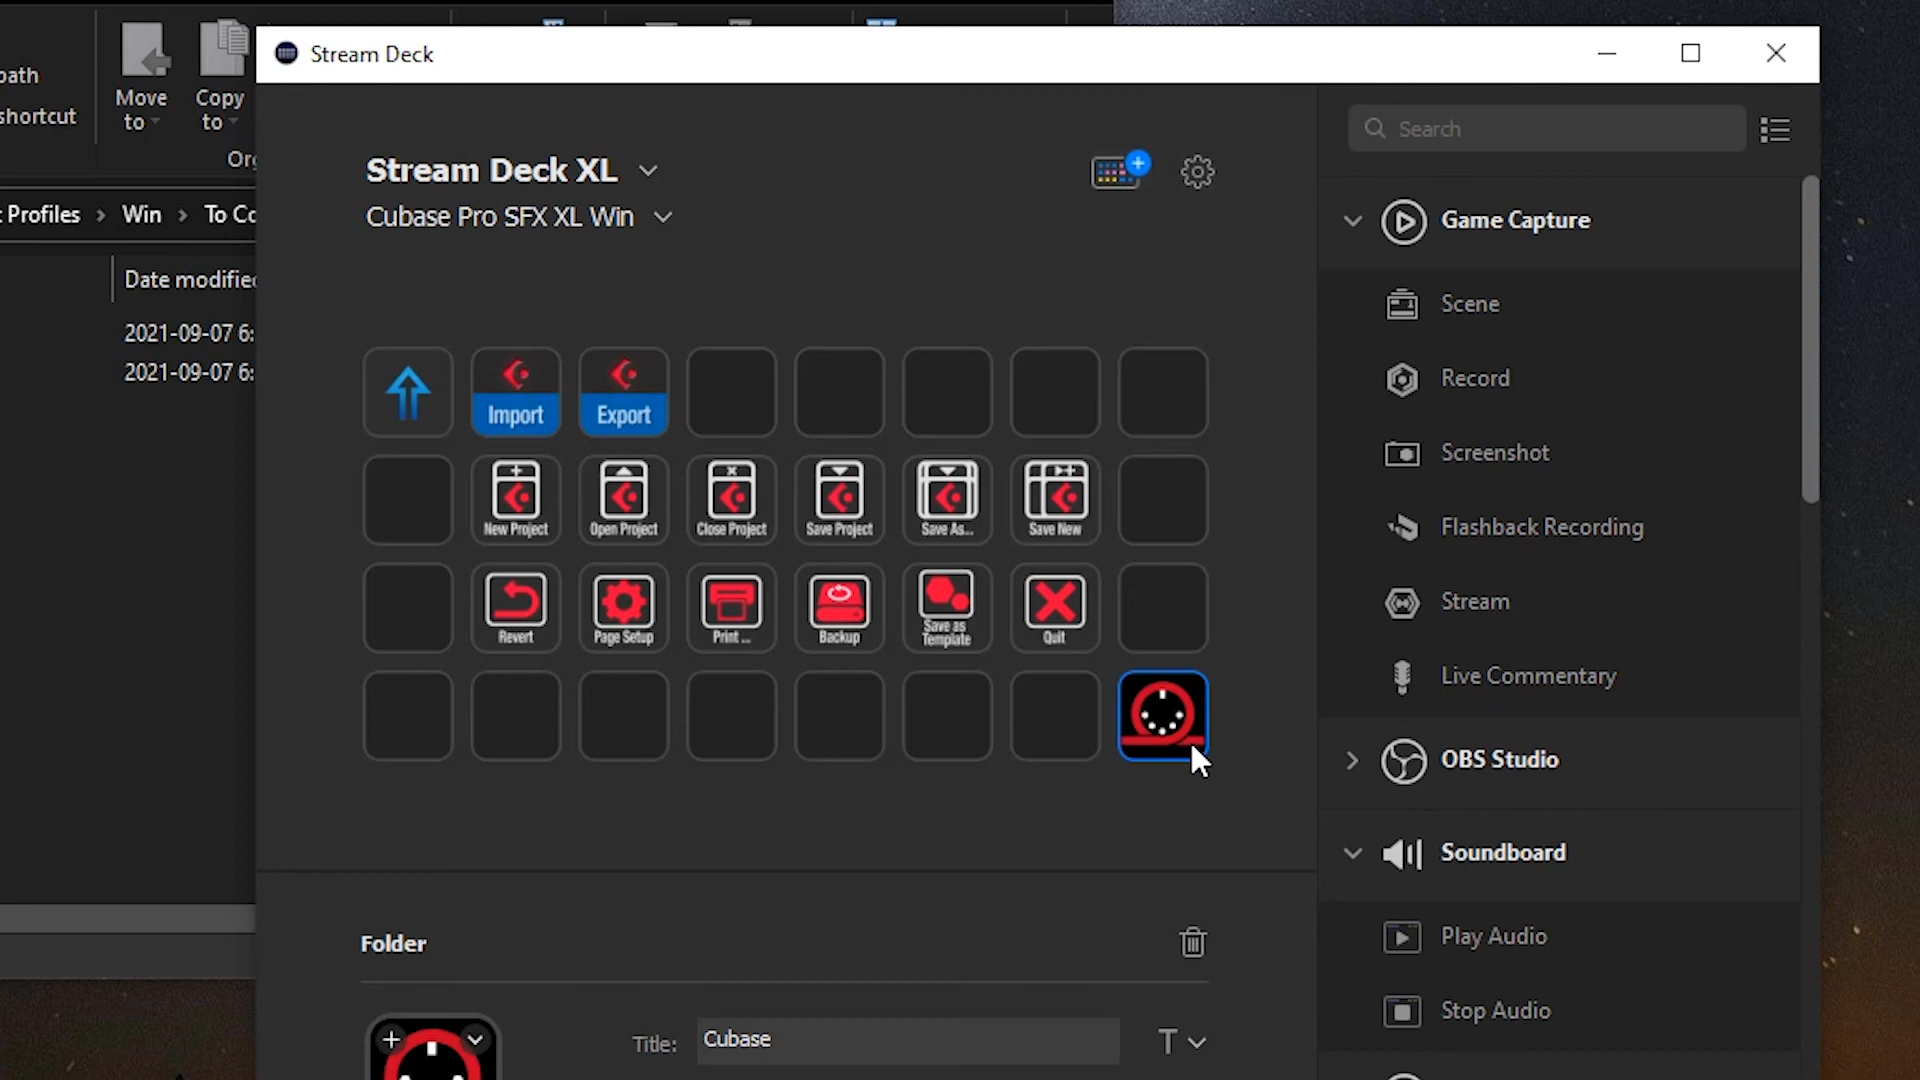 Stream Deck
path
shortcut
Move
to
Copy
to
Profiles > Win >
Date modified
2021-09-07 6:
2021-09-07 6:
Stream Deck XL
Cubase Pro SFX XL Win
Import
Export
New Project
Open Project
Close Project
Save Project
Save As...
Save New
Revert
Page Setup
Print ...
Backup
Save as
Template
Quit
Folder
Title:
Cubase
T
Search
Game Capture
Scene
Record
Screenshot
Flashback Recording
Stream
Live Commentary
OBS Studio
Soundboard
Play Audio
Stop Audio